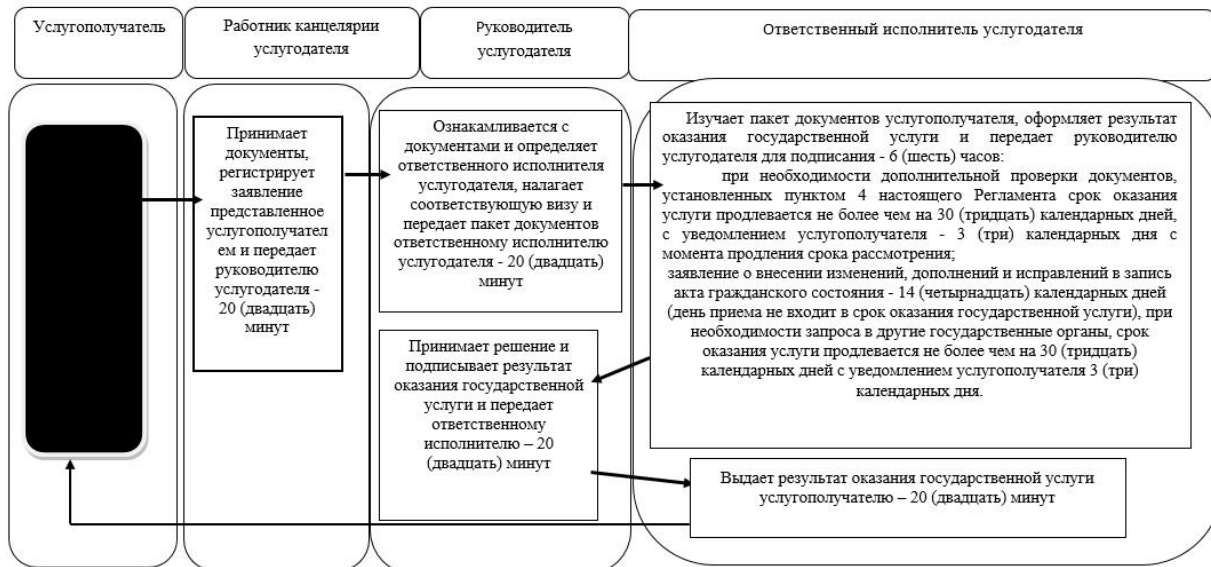 Услугополучатель
Работник канцелярии
услугодателя
Руководитель
услугодателя
Ответственный исполнитель услугодателя
Принимает
документы,
регистрирует
заявление
представленное
услугополучател
ем и передает
руководителю
услугодателя -
20 (двадцать)
минут
Ознакамливается с
документами и определяет
ответственного исполнителя
услугодателя, налагает
соответствующую визу и
передает пакет документов
ответственному исполнителю
услугодателя - 20 (двадцать)
минут
Изучает пакет документов услугополучателя, оформляет результат
оказания государственной услуги и передает руководителю
услугодателя для подписания - 6 (шесть) часов:
при необходимости дополнительной проверки документов,
установленных пунктом 4 настоящего Регламента срок оказания
услуги продлевается не более чем на 30 (тридцать) календарных дней,
с уведомлением услугополучателя - 3 (три) календарных дня с
момента продления срока рассмотрения;
заявление о внесении изменений, дополнений и исправлений в запись
акта гражданского состояния - 14 (четырнадцать) календарных дней
(день приема не входит в срок оказания государственной услуги), при
необходимости запроса в другие государственные органы, срок
оказания услуги продлевается не более чем на 30 (тридцать)
календарных дней с уведомлением услугополучателя 3 (три)
календарных дня.
Принимает решение и
подписывает результат
оказания государственной
услуги и передает
ответственному
исполнителю – 20
(двадцать) минут
Выдает результат оказания государственной услуги
услугополучателю – 20 (двадцать) минут